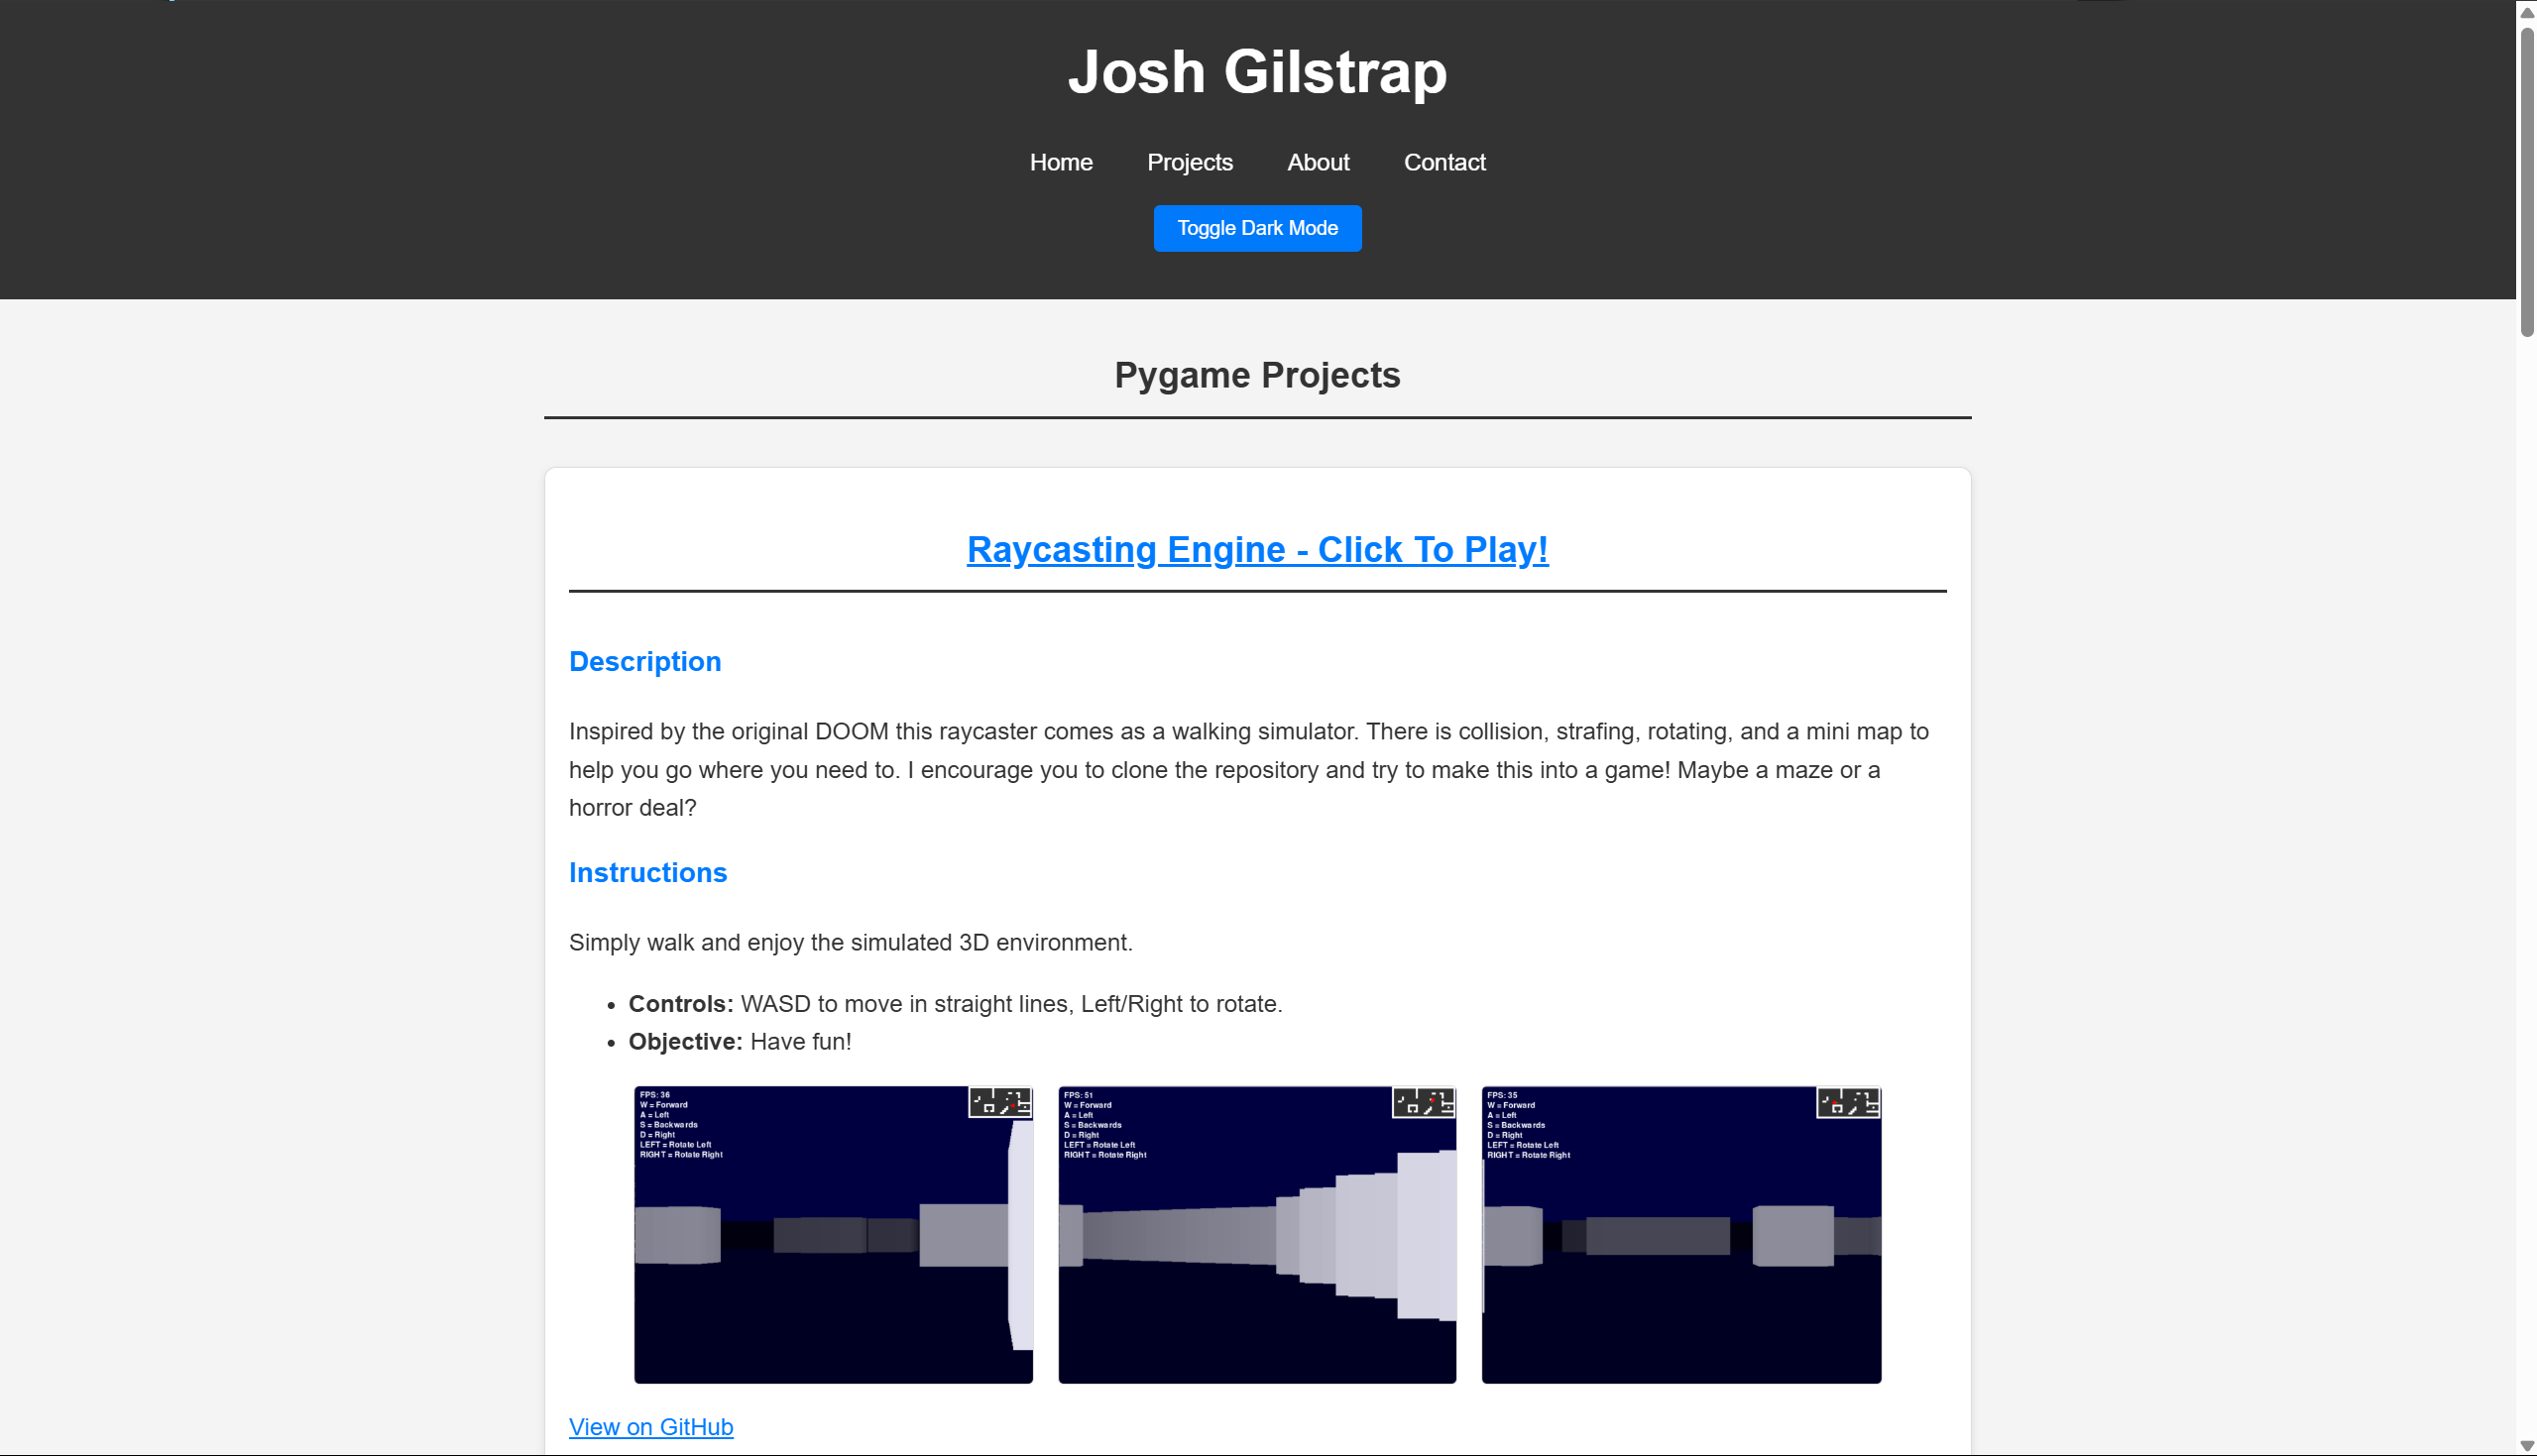 Josh Gilstrap
Home Projects About Contact
Toggle Dark Mode
Pygame Projects
Raycasting Engine - Click To Play!
Description
Inspired by the original DOOM this raycaster comes as a walking simulator. There is collision, strafing, rotating, and a mini map to
help you go where you need to. I encourage you to clone the repository and try to make this into a game! Maybe a maze or a
horror deal?
Instructions
Simply walk and enjoy the simulated 3D environment.
• Controls: WASD to move in straight lines, Left/Right to rotate.
• Objective: Have fun!
FPS: 36
W = Forward
A = Left
S = Backwards
D = Right
LEFT = Rotate Left
RIGHT = Rotate Right
FPS: 51
W = Forward
A = Left
S = Backwards
D = Right
LEFT = Rotate Left
RIGHT = Rotate Right
FPS: 35
W = Forward
A = Left
S = Backwards
D = Right
LEFT = Rotate Left
RIGHT = Rotate Right
View on GitHub